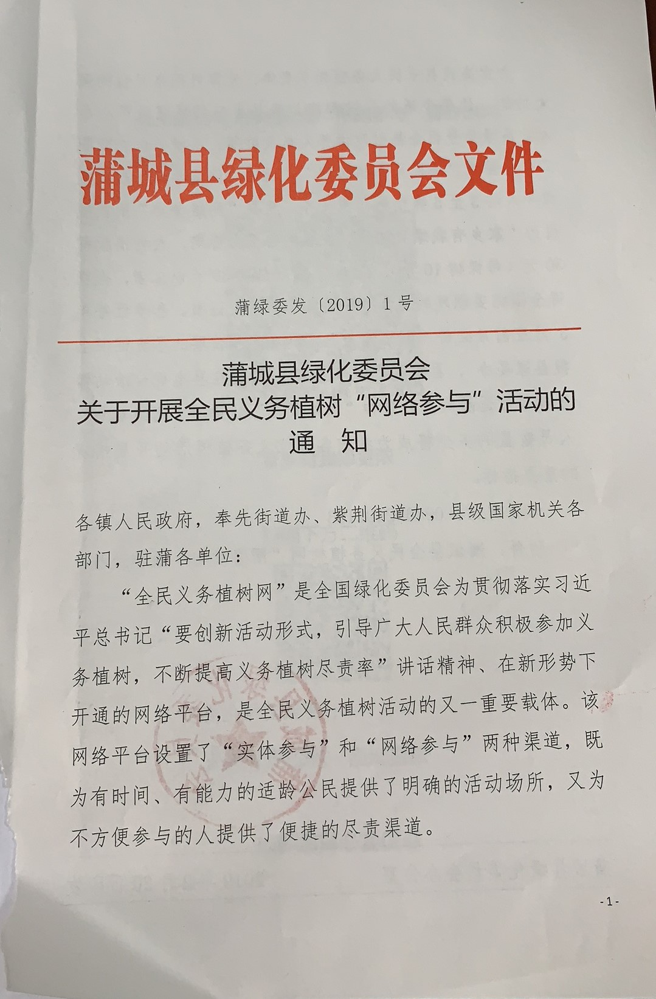 蒲城县绿化委员会文件
蒲绿委发〔2019〕1号
蒲城县绿化委员会
关于开展全民义务植树“网络参与”活动的
通 知
各镇人民政府，奉先街道办、紫荆街道办，县级国家机关各
部门，驻蒲各单位：
“全民义务植树网”是全国绿化委员会为贯彻落实习近
平总书记“要创新活动形式，引导广大人民群众积极参加义
务植树，不断提高义务植树尽责率”讲话精神、在新形势下
开通的网络平台，是全民义务植树活动的又一重要载体。该
网络平台设置了“实体参与”和“网络参与”两种渠道，既
为有时间、有能力的适龄公民提供了明确的活动场所，又为
不方便参与的人提供了便捷的尽责渠道。
- 1 -